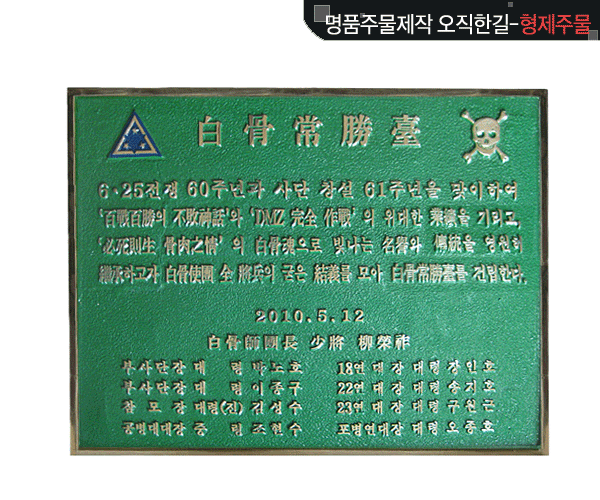 명품주물제작 오직한길-형제주물
白骨常勝臺
6·25전쟁 60주년과 사단 창설 61주년을 맞이하여
'百戰百勝의 不敗神話'와 'DMZ 完全 作戰' 의 위대한 業績을 기리고,
'必死則生 骨肉之情' 의 白骨魂으로 빛나는 名譽와 傳統을 영원히
繼承하고자 白骨使團 全 將兵의 굳은 結義를 모아 白骨常勝臺를 건립한다.
2010.5.12
白骨師團長 少將 柳榮祚
부사단장 대 령 박노호 18연 대 장 대령 장인호
부사단장 대 령 이종구 22연 대 장 대령 송지호
참 모 장 대령(진) 김성수 23연 대 장 대령 구원근
공병대대장 중 령 조현수 포병연대장 대령 오종호